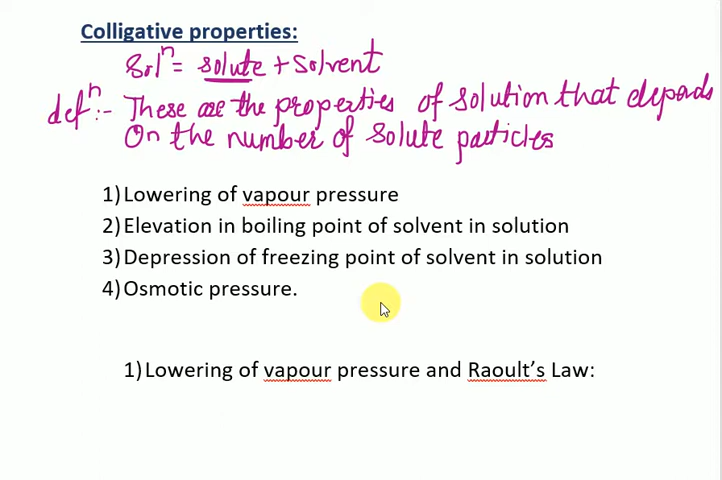 Colligative properties:
Solⁿ = solute + Solvent
defⁿ :- These are the properties of solution that depends
On the number of Solute particles
1) Lowering of vapour pressure
2) Elevation in boiling point of solvent in solution
3) Depression of freezing point of solvent in solution
4) Osmotic pressure.
1) Lowering of vapour pressure and Raoult's Law: